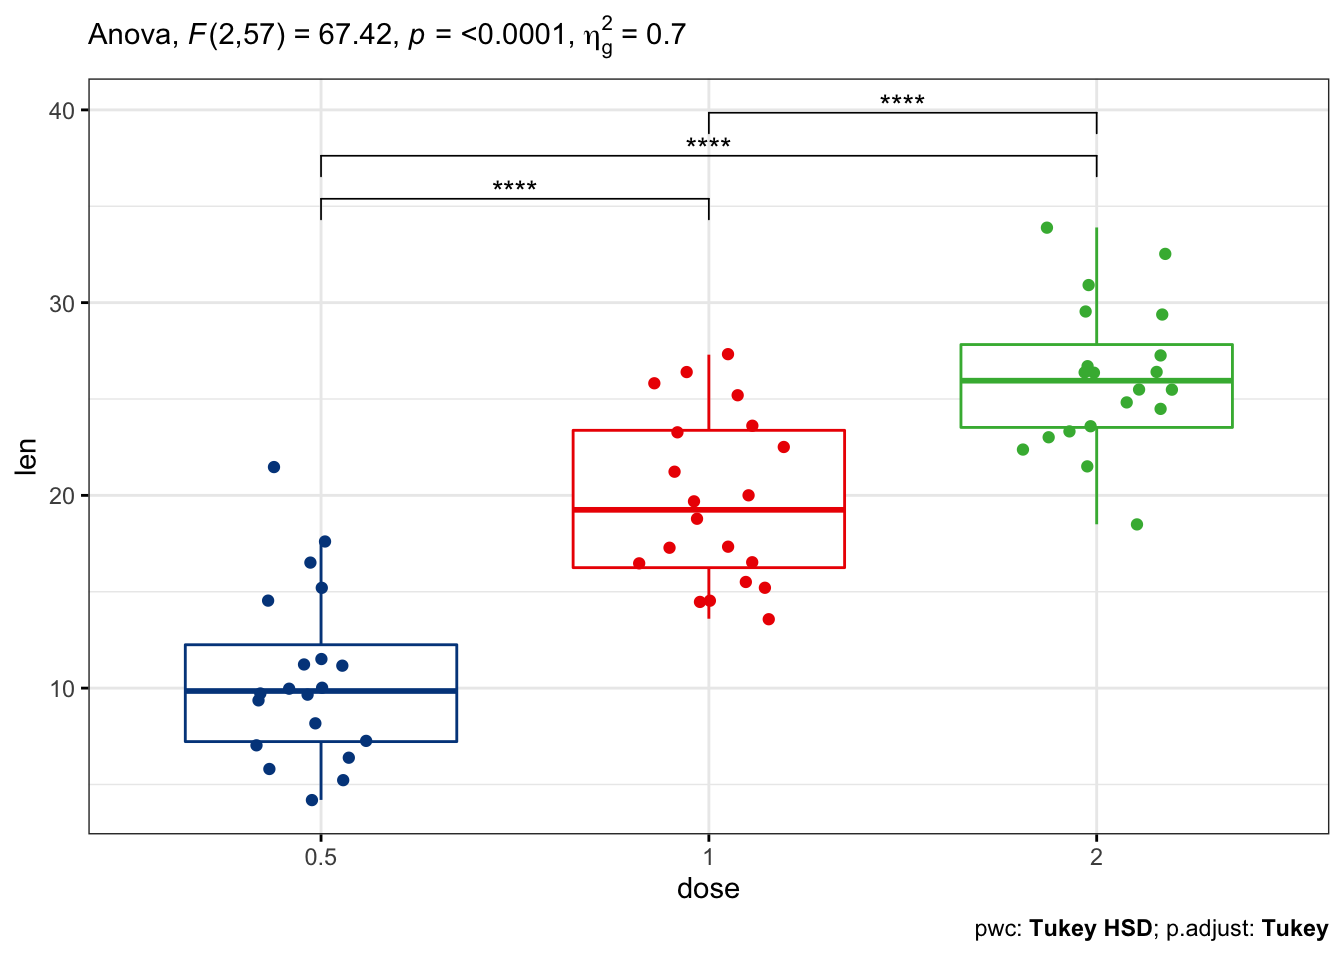 Anova, F(2,57) = 67.42, p = <0.0001, η²g = 0.7
40
30
20
10
len
****
****
****
0.5 1 2
dose
pwc: Tukey HSD; p.adjust: Tukey